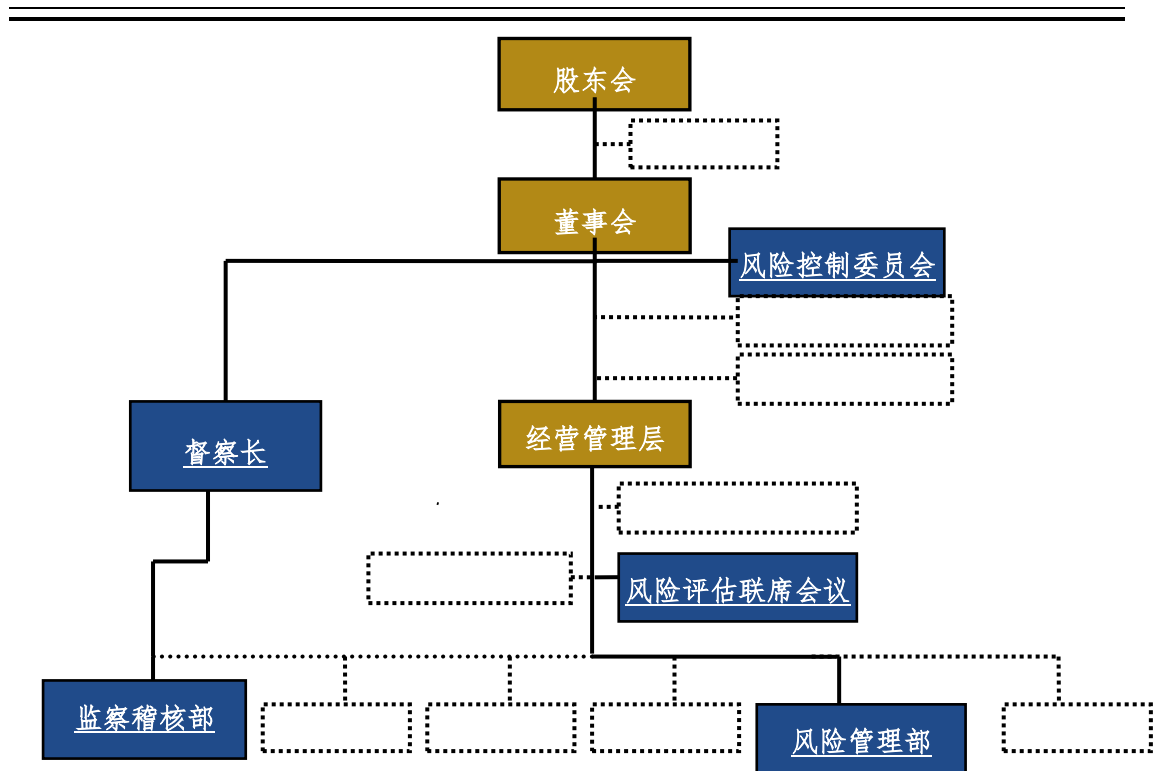 股东会
董事会
风险控制委员会
经营管理层
督察长
风险评估联席会议
监察稽核部
风险管理部